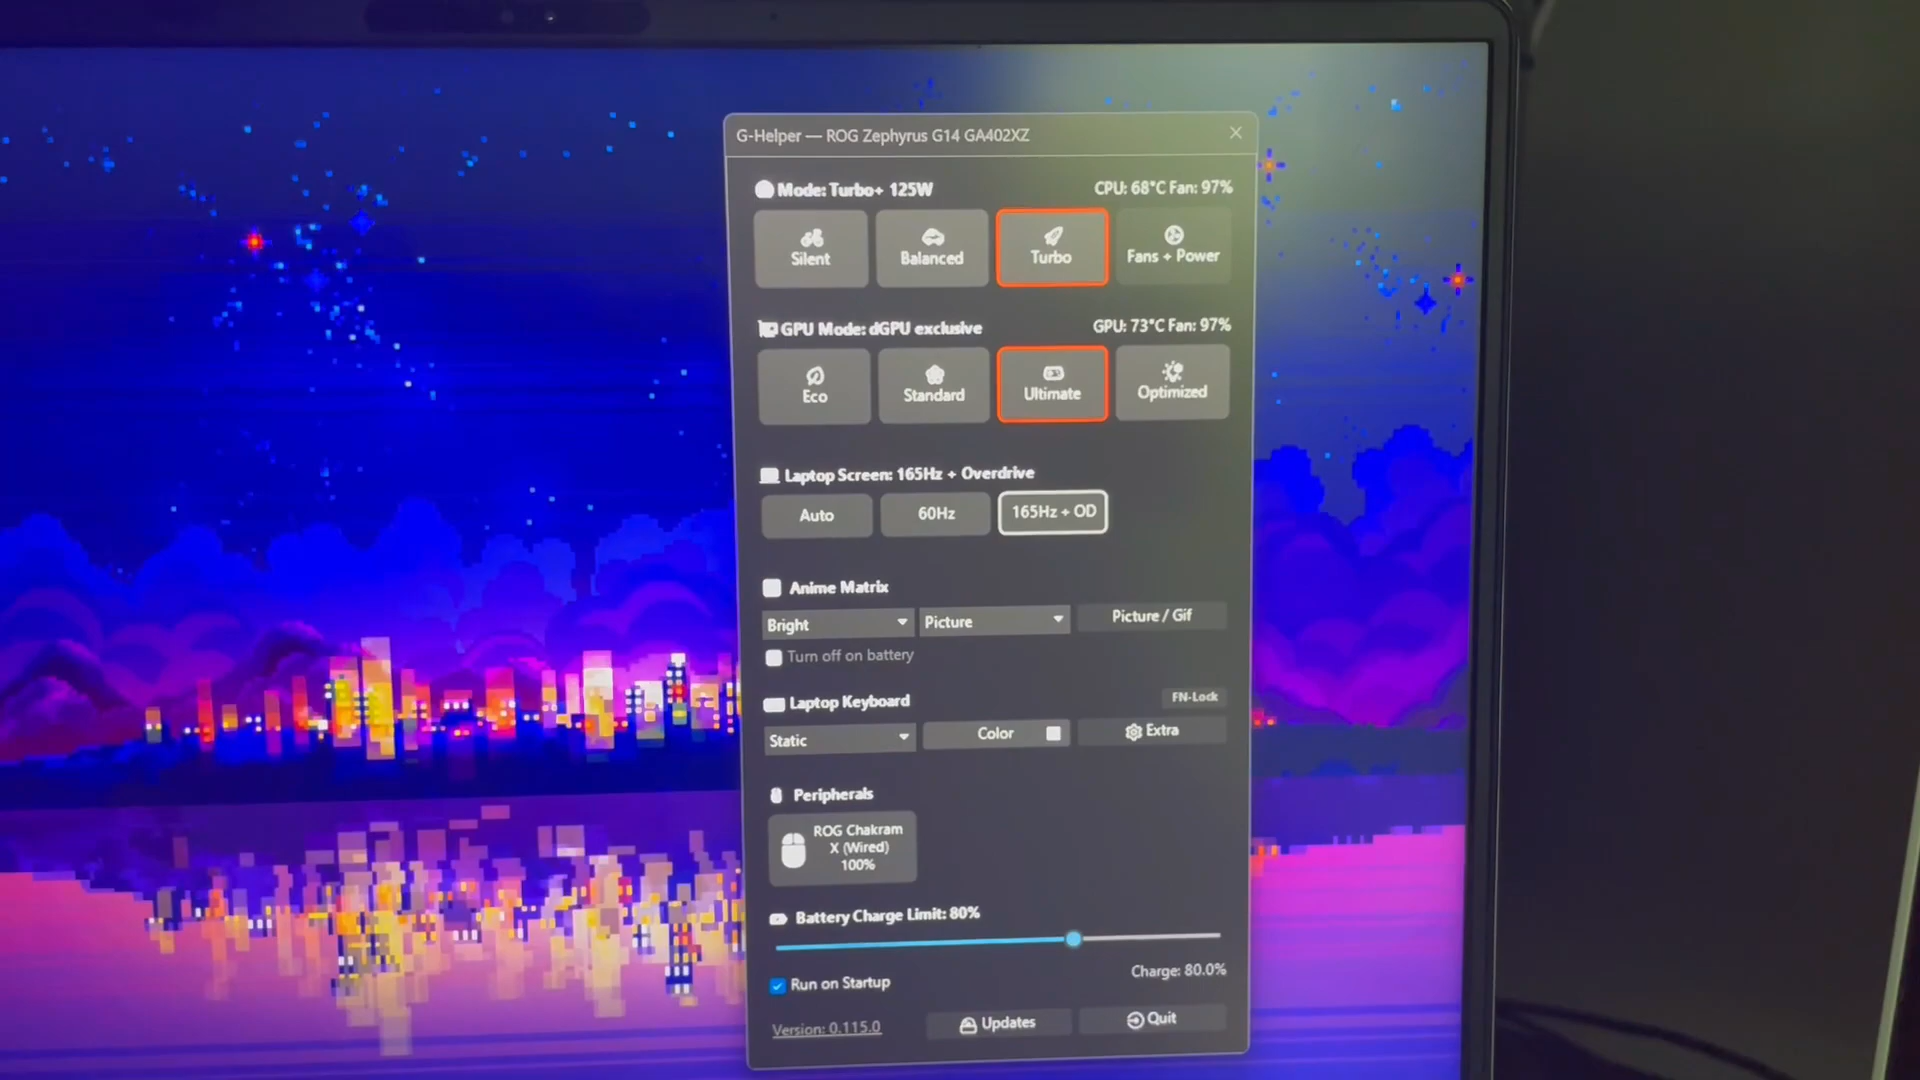 G-Helper — ROG Zephyrus G14 GA402XZ
Mode: Turbo+ 125W
CPU: 68°C Fan: 97%
Silent
Balanced
Turbo
Fans + Power
GPU Mode: dGPU exclusive
GPU: 73°C Fan: 97%
Eco
Standard
Ultimate
Optimized
Laptop Screen: 165Hz + Overdrive
Auto
60Hz
165Hz + OD
Anime Matrix
Bright
Picture
Picture / Gif
Turn off on battery
Laptop Keyboard
FN-Lock
Static
Color
Extra
Peripherals
ROG Chakram
X (Wired)
100%
Battery Charge Limit: 80%
Run on Startup
Charge: 80.0%
Version: 0.115.0
Updates
Quit